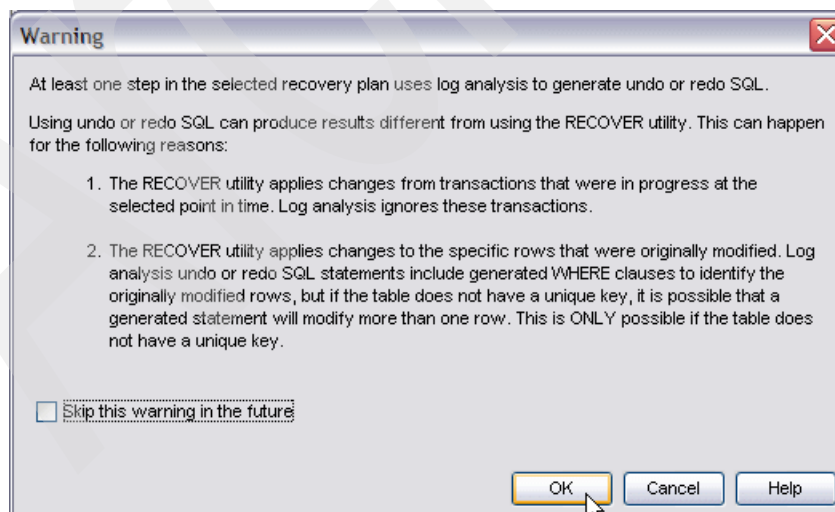 Warning
At least one step in the selected recovery plan uses log analysis to generate undo or redo SQL.
Using undo or redo SQL can produce results different from using the RECOVER utility. This can happen
for the following reasons:
1. The RECOVER utility applies changes from transactions that were in progress at the
selected point in time. Log analysis ignores these transactions.
2. The RECOVER utility applies changes to the specific rows that were originally modified. Log
analysis undo or redo SQL statements include generated WHERE clauses to identify the
originally modified rows, but if the table does not have a unique key, it is possible that a
generated statement will modify more than one row. This is ONLY possible if the table does
not have a unique key.
Skip this warning in the future
OK Cancel Help